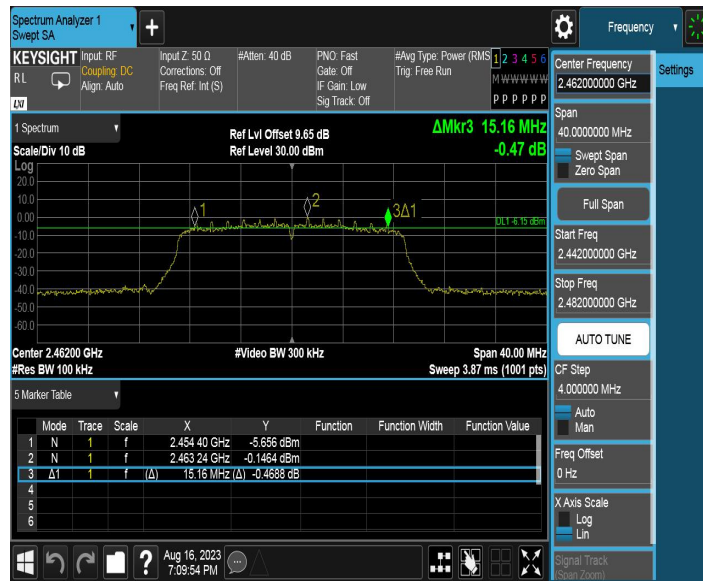 Spectrum Analyzer 1
Swept SA
Frequency
KEYSIGHT Input: RF Input Z: 50 Ω #Atten: 40 dB PNO: Fast #Avg Type: Power (RMS 1 2 3 4 5 6
RL Coupling: DC Corrections: Off Gate: Off Trig: Free Run M W W W W W
Align: Auto Freq Ref: Int (S) IF Gain: Low
LXI Sig Track: Off P P P P P P
Center Frequency
2.462000000 GHz
Settings
Span
40.0000000 MHz
Swept Span
Zero Span
Full Span
Start Freq
2.442000000 GHz
Stop Freq
2.482000000 GHz
AUTO TUNE
CF Step
4.000000 MHz
Auto
Man
Freq Offset
0 Hz
X Axis Scale
Log
Lin
Signal Track
(Span Zoom)
1 Spectrum
Scale/Div 10 dB
Ref Lvl Offset 9.65 dB
Ref Level 30.00 dBm
ΔMkr3 15.16 MHz
-0.47 dB
Log
20.0
10.0
0.00
-10.0
-20.0
-30.0
-40.0
-50.0
-60.0
1
2
3Δ1
DL1 -6.15 dBm
Center 2.46200 GHz #Video BW 300 kHz Span 40.00 MHz
#Res BW 100 kHz Sweep 3.87 ms (1001 pts)
5 Marker Table
Mode Trace Scale X Y Function Function Width Function Value
1 N 1 f 2.454 40 GHz -5.656 dBm
2 N 1 f 2.463 24 GHz -0.1464 dBm
3 Δ1 1 f (Δ) 15.16 MHz (Δ) -0.4688 dB
4
5
6
? Aug 16, 2023
7:09:54 PM